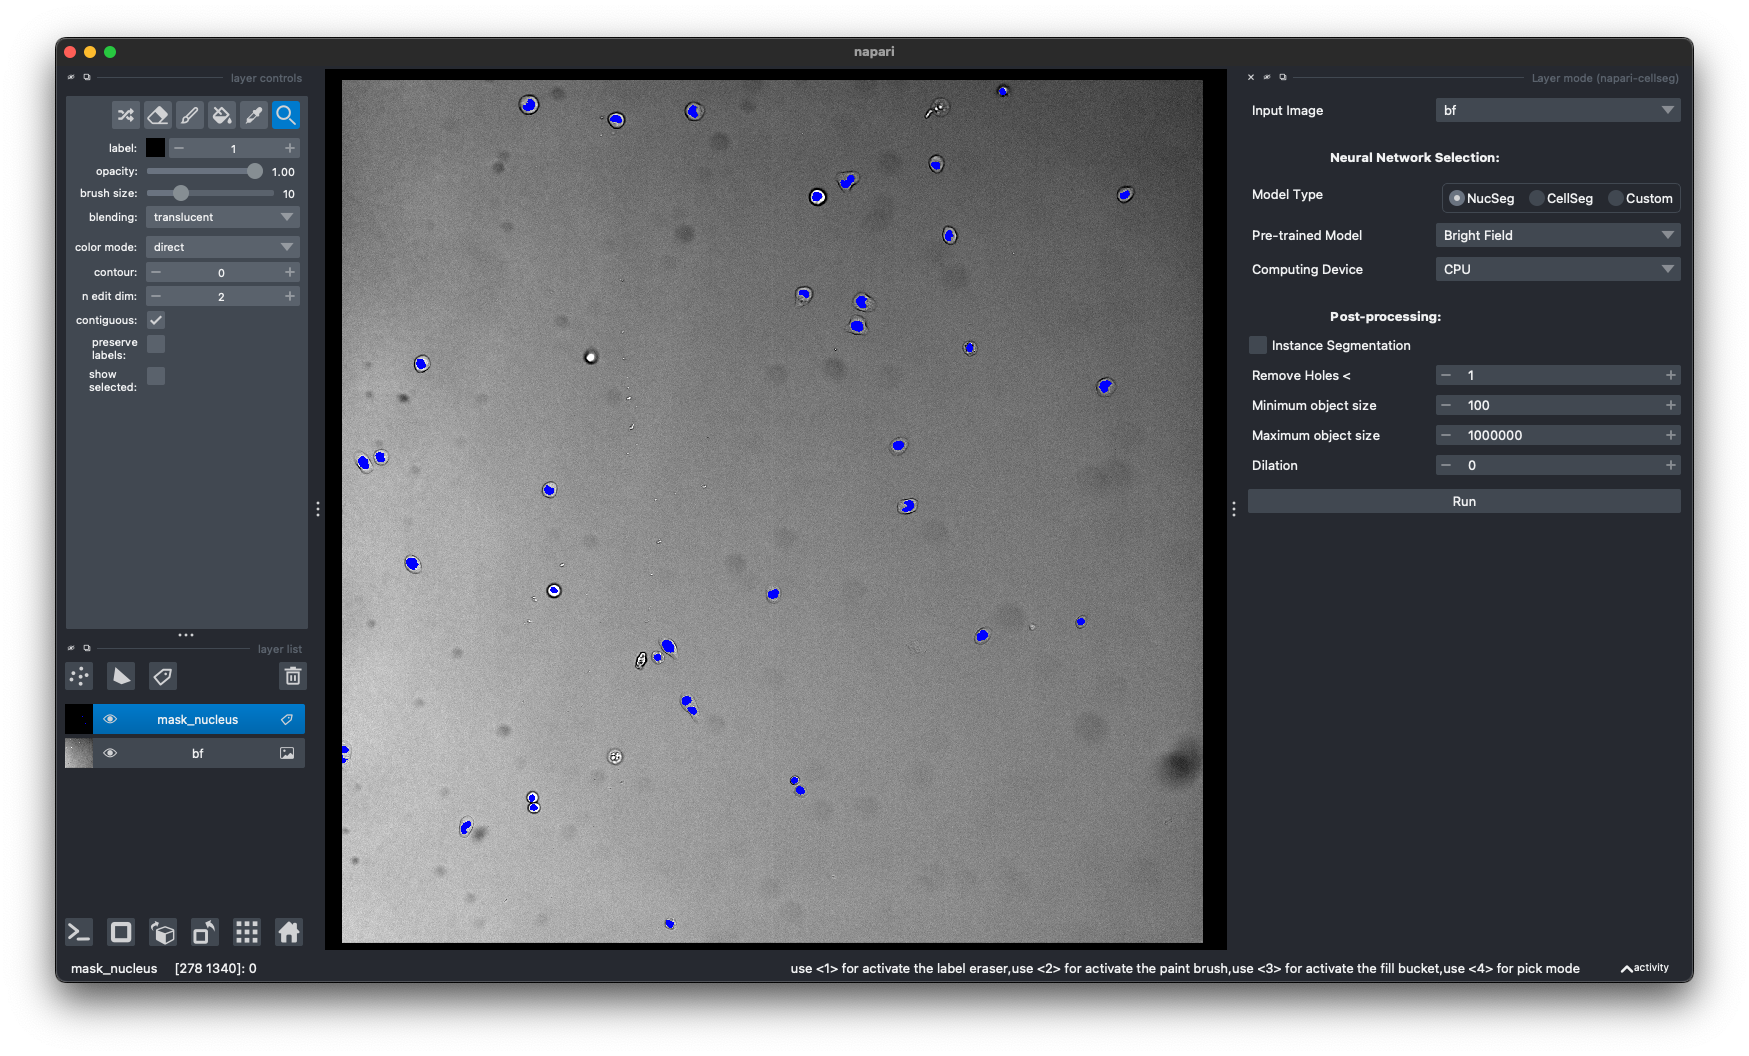 napari
layer controls
label:
1
opacity:
1.00
brush size:
10
blending:
translucent
color mode:
direct
contour:
0
n edit dim:
2
contiguous:
preserve
labels:
show
selected:
layer list
mask_nucleus
bf
Layer mode (napari-cellseg)
Input Image
bf
Neural Network Selection:
Model Type
NucSeg
CellSeg
Custom
Pre-trained Model
Bright Field
Computing Device
CPU
Post-processing:
Instance Segmentation
Remove Holes <
1
Minimum object size
100
Maximum object size
1000000
Dilation
0
Run
mask_nucleus [278 1340]: 0
use <1> for activate the label eraser,use <2> for activate the paint brush,use <3> for activate the fill bucket,use <4> for pick mode
activity